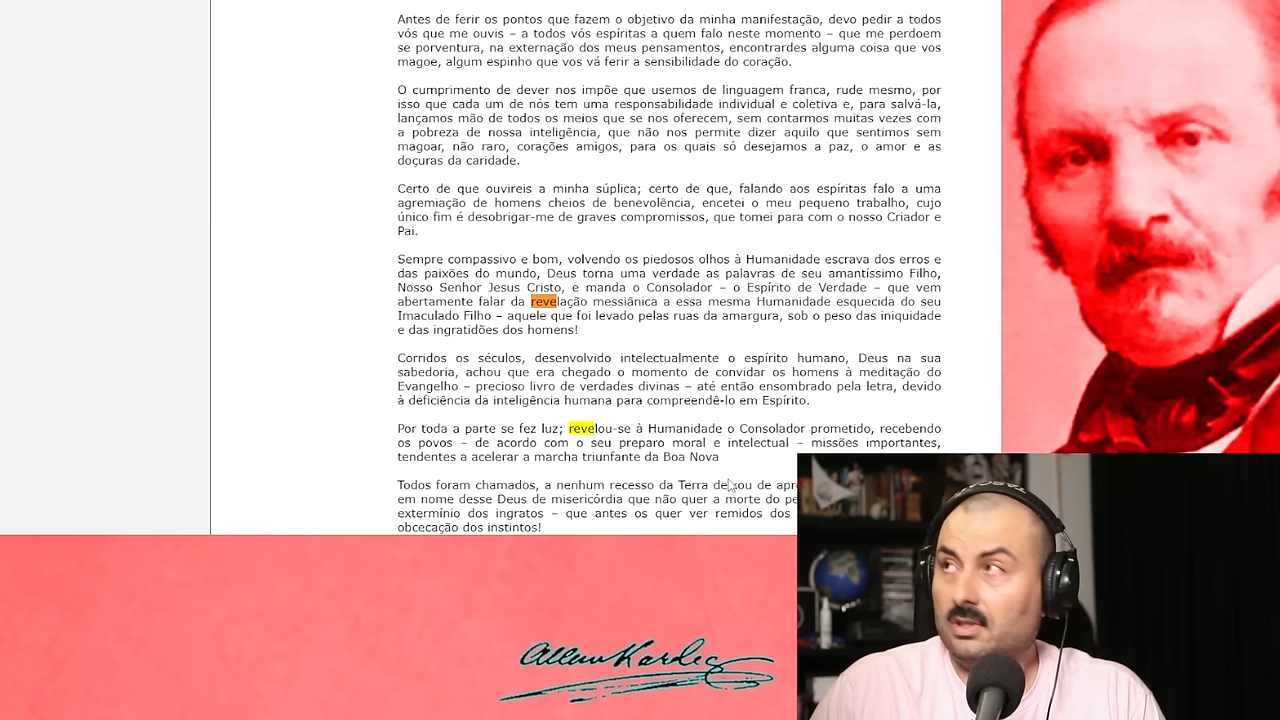 Antes de ferir os pontos que fazem o objetivo da minha manifestação, devo pedir a todos
vós que me ouvis – a todos vós espíritas a quem falo neste momento – que me perdoem
se porventura, na externação dos meus pensamentos, encontrardes alguma coisa que vos
magoe, algum espinho que vos vá ferir a sensibilidade do coração.
O cumprimento de dever nos impõe que usemos de linguagem franca, rude mesmo, por
isso que cada um de nós tem uma responsabilidade individual e coletiva e, para salvá-la,
lançamos mão de todos os meios que se nos oferecem, sem contarmos muitas vezes com
a pobreza de nossa inteligência, que não nos permite dizer aquilo que sentimos sem
magoar, não raro, corações amigos, para os quais só desejamos a paz, o amor e as
doçuras da caridade.
Certo de que ouvireis a minha súplica; certo de que, falando aos espíritas falo a uma
agremiação de homens cheios de benevolência, encetei o meu pequeno trabalho, cujo
único fim é desobrigar-me de graves compromissos, que tomei para com o nosso Criador e
Pai.
Sempre compassivo e bom, volvendo os piedosos olhos à Humanidade escrava dos erros e
das paixões do mundo, Deus torna uma verdade as palavras de seu amantíssimo Filho,
Nosso Senhor Jesus Cristo, e manda o Consolador – o Espírito de Verdade – que vem
abertamente falar da revelação messiânica a essa mesma Humanidade esquecida do seu
Imaculado Filho – aquele que foi levado pelas ruas da amargura, sob o peso das iniquidade
e das ingratidões dos homens!
Corridos os séculos, desenvolvido intelectualmente o espírito humano, Deus na sua
sabedoria, achou que era chegado o momento de convidar os homens à meditação do
Evangelho – precioso livro de verdades divinas – até então ensombrado pela letra, devido
à deficiência da inteligência humana para compreendê-lo em Espírito.
Por toda a parte se fez luz; revelou-se à Humanidade o Consolador prometido, recebendo
os povos – de acordo com o seu preparo moral e intelectual – missões importantes,
tendentes a acelerar a marcha triunfante da Boa Nova
Todos foram chamados, a nenhum recesso da Terra de
em nome desse Deus de misericórdia que não quer a morte do
extermínio dos ingratos – que antes os quer ver remidos dos
obcecação dos instintos!
Allan Kardec